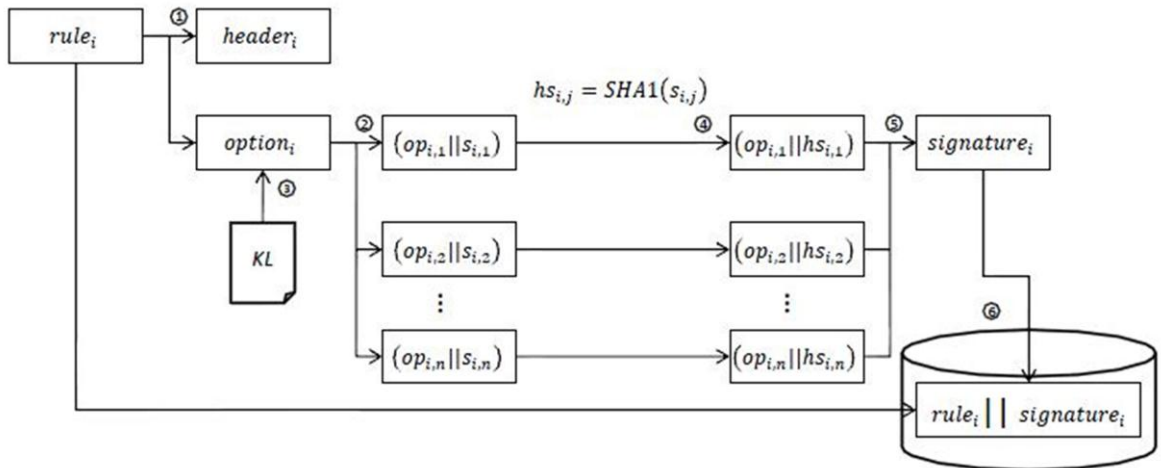 rule_i ① header_i
hs_{i,j} = SHA1(s_{i,j})
option_i ② (op_{i,1}||s_{i,1}) ④ (op_{i,1}||hs_{i,1}) ⑤ signature_i
③
KL (op_{i,2}||s_{i,2}) (op_{i,2}||hs_{i,2})
⋮ ⋮
⑥
(op_{i,n}||s_{i,n}) (op_{i,n}||hs_{i,n})
rule_i || signature_i